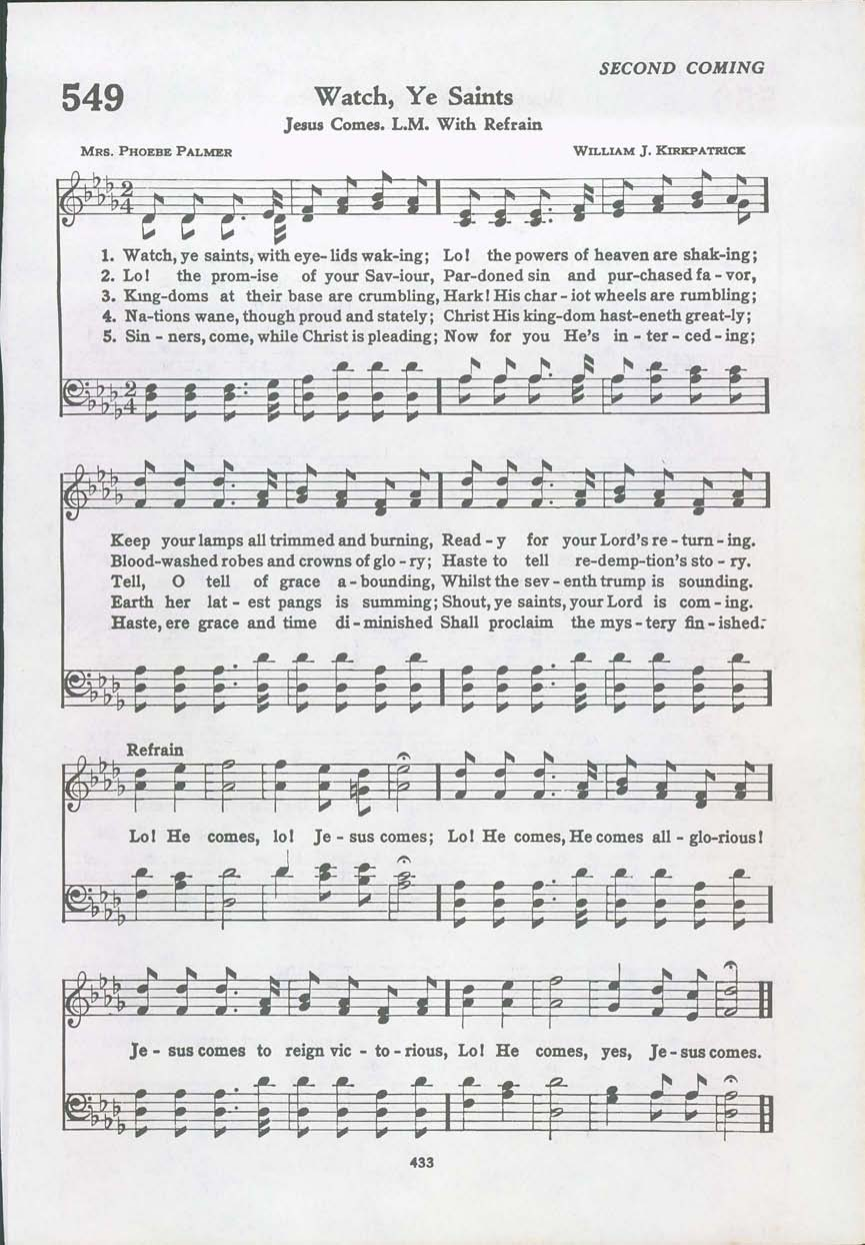 SECOND COMING
549
Watch, Ye Saints
Jesus Comes. L.M. With Refrain
MRS. PHOEBE PALMER WILLIAM J. KIRKPATRICK
1. Watch, ye saints, with eye- lids wak-ing; Lo! the powers of heaven are shak-ing;
2. Lo! the prom-ise of your Sav-iour, Par-doned sin and pur-chased fa - vor,
3. King-doms at their base are crumbling, Hark! His char - iot wheels are rumbling;
4. Na-tions wane, though proud and stately; Christ His king-dom hast-eneth great-ly;
5. Sin - ners, come, while Christ is pleading; Now for you He's in - ter - ced - ing;
Keep your lamps all trimmed and burning, Read - y for your Lord's re - turn - ing.
Blood-washed robes and crowns of glo - ry; Haste to tell re-demp-tion's sto - ry.
Tell, O tell of grace a - bounding, Whilst the sev - enth trump is sounding.
Earth her lat - est pangs is summing; Shout, ye saints, your Lord is com - ing.
Haste, ere grace and time di - minished Shall proclaim the mys - tery fin - ished.
Refrain
Lo! He comes, lo! Je - sus comes; Lo! He comes, He comes all - glo-rious!
Je - sus comes to reign vic - to - rious, Lo! He comes, yes, Je - sus comes.
433